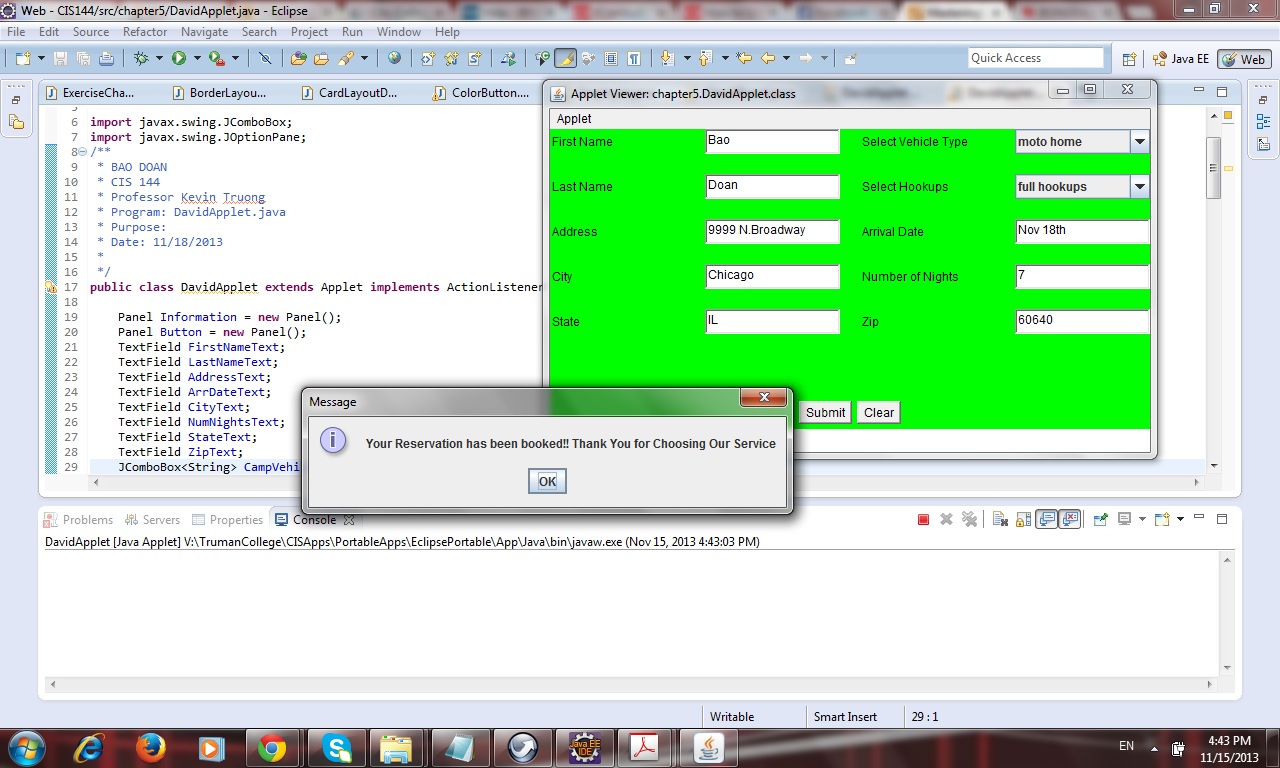 Web - CIS144/src/chapter5/DavidApplet.java - Eclipse
File Edit Source Refactor Navigate Search Project Run Window Help
Quick Access
Java EE
Web
ExerciseCha...
BorderLayou...
CardLayoutD...
ColorButton....
6 import javax.swing.JComboBox;
7 import javax.swing.JOptionPane;
8 /**
9 * BAO DOAN
10 * CIS 144
11 * Professor Kevin Truong
12 * Program: DavidApplet.java
13 * Purpose:
14 * Date: 11/18/2013
15 *
16 */
17 public class DavidApplet extends Applet implements ActionListener
18
19 Panel Information = new Panel();
20 Panel Button = new Panel();
21 TextField FirstNameText;
22 TextField LastNameText;
23 TextField AddressText;
24 TextField ArrDateText;
25 TextField CityText;
26 TextField NumNightsText;
27 TextField StateText;
28 TextField ZipText;
29 JComboBox<String> CampVehi
Applet Viewer: chapter5.DavidApplet.class
Applet
First Name Bao Select Vehicle Type moto home
Last Name Doan Select Hookups full hookups
Address 9999 N.Broadway Arrival Date Nov 18th
City Chicago Number of Nights 7
State IL Zip 60640
Submit Clear
Message
Your Reservation has been booked!! Thank You for Choosing Our Service
OK
Problems Servers Properties Console
DavidApplet [Java Applet] V:\TrumanCollege\CISApps\PortableApps\EclipsePortable\App\Java\bin\javaw.exe (Nov 15, 2013 4:43:03 PM)
Writable Smart Insert 29 : 1
Java EE
IDE
EN
4:43 PM
11/15/2013